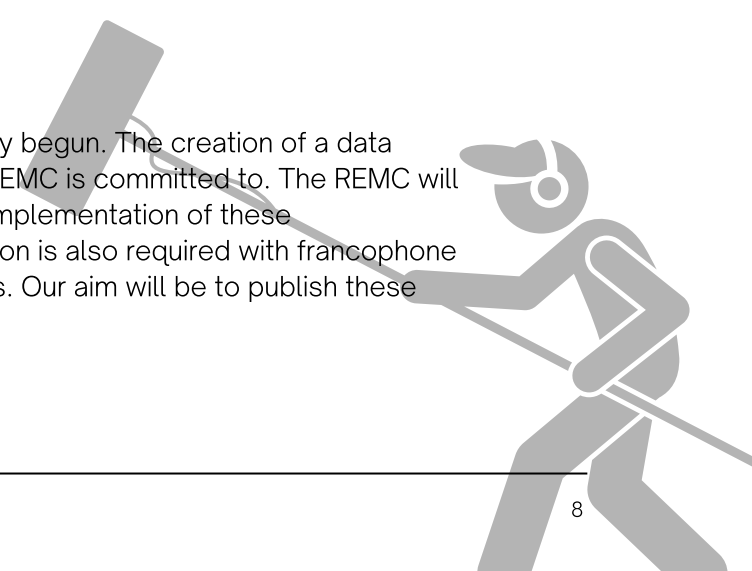 y begun. The creation of a data
EMC is committed to. The REMC will
mplementation of these
on is also required with francophone
s. Our aim will be to publish these
8